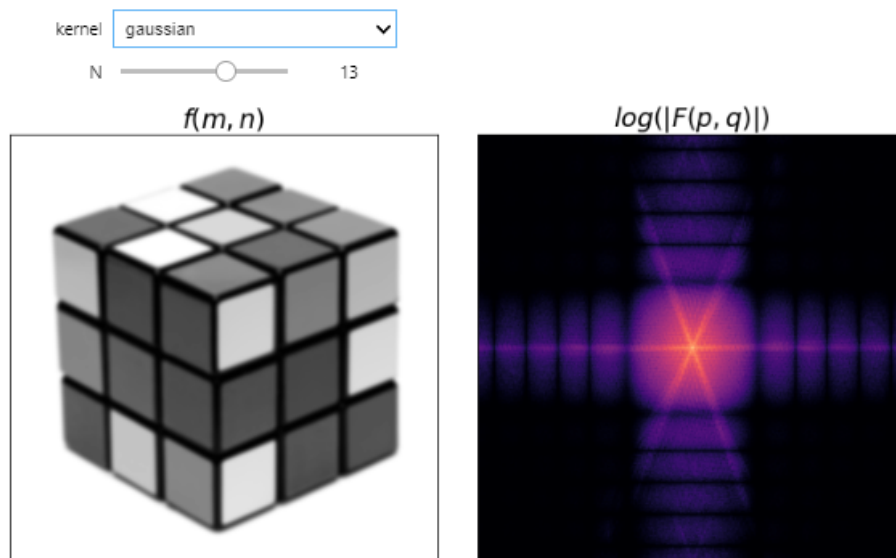 kernel gaussian
N 13
f(m, n)
log(|F(p, q)|)